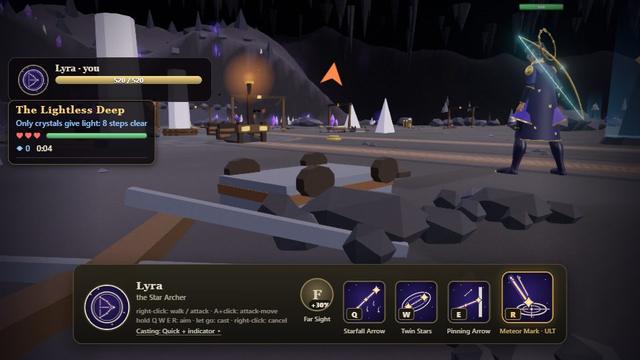 Lyra · you
520 / 520
The Lightless Deep
Only crystals give light: 8 steps clear
0 0:04
Lyra
the Star Archer
right-click: walk / attack · A+click: attack-move
hold Q W E R: aim · let go: cast · right-click: cancel
Casting: Quick + indicator
F
+30%
Far Sight
Q
Starfall Arrow
W
Twin Stars
E
Pinning Arrow
R
Meteor Mark · ULT